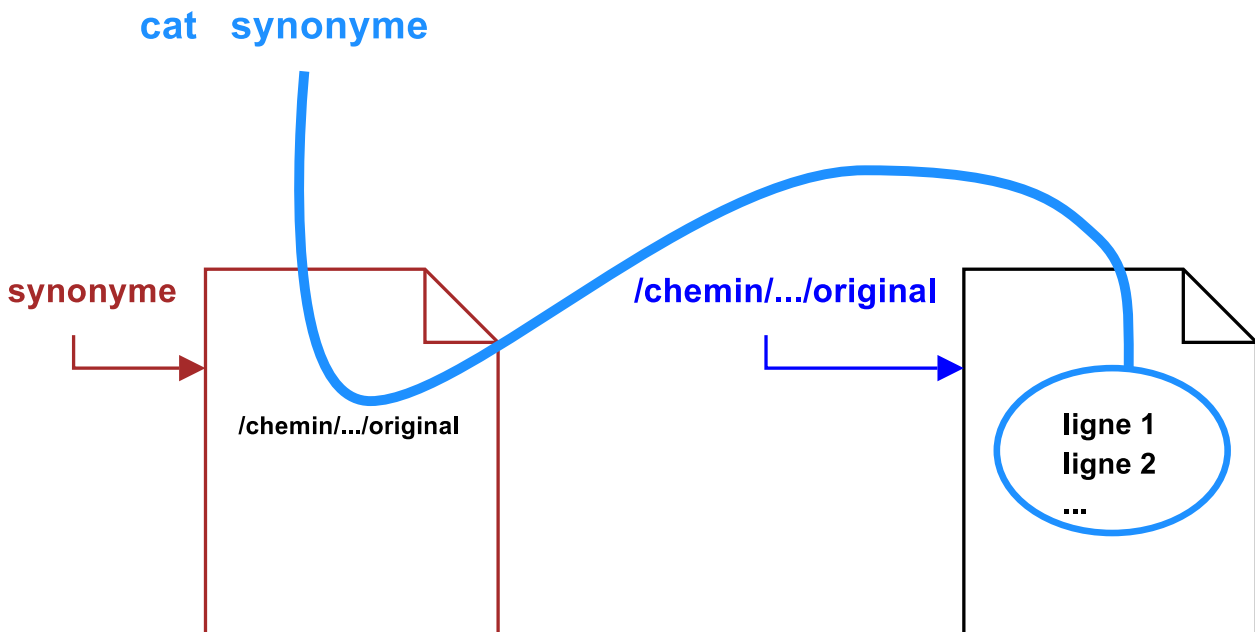 cat synonyme
synonyme
/chemin/.../original
/chemin/.../original
ligne 1
ligne 2
...